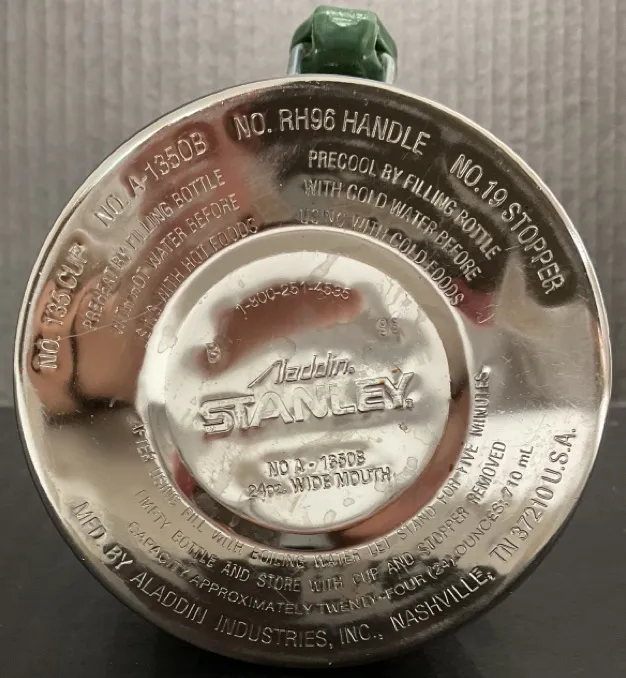 NO. 135 CUP NO. A-1350B NO. RH96 HANDLE NO. 19 STOPPER
PREHEAT BY FILLING BOTTLE
WITH HOT WATER BEFORE
WITH HOT FOODS
PRECOOL BY FILLING BOTTLE
WITH COLD WATER BEFORE
USING WITH COLD FOODS
1-800-251-4535
Aladdin®
STANLEY®
NO A-1350B
24oz. WIDE MOUTH
AFTER USING FILL WITH BOILING WATER LET STAND FOR FIVE MINUTES
EMPTY BOTTLE AND STORE WITH CUP AND STOPPER REMOVED
CAPACITY APPROXIMATELY TWENTY-FOUR (24) OUNCES: 710 mL
MFD. BY ALADDIN INDUSTRIES, INC., NASHVILLE, TN 37210 U.S.A.